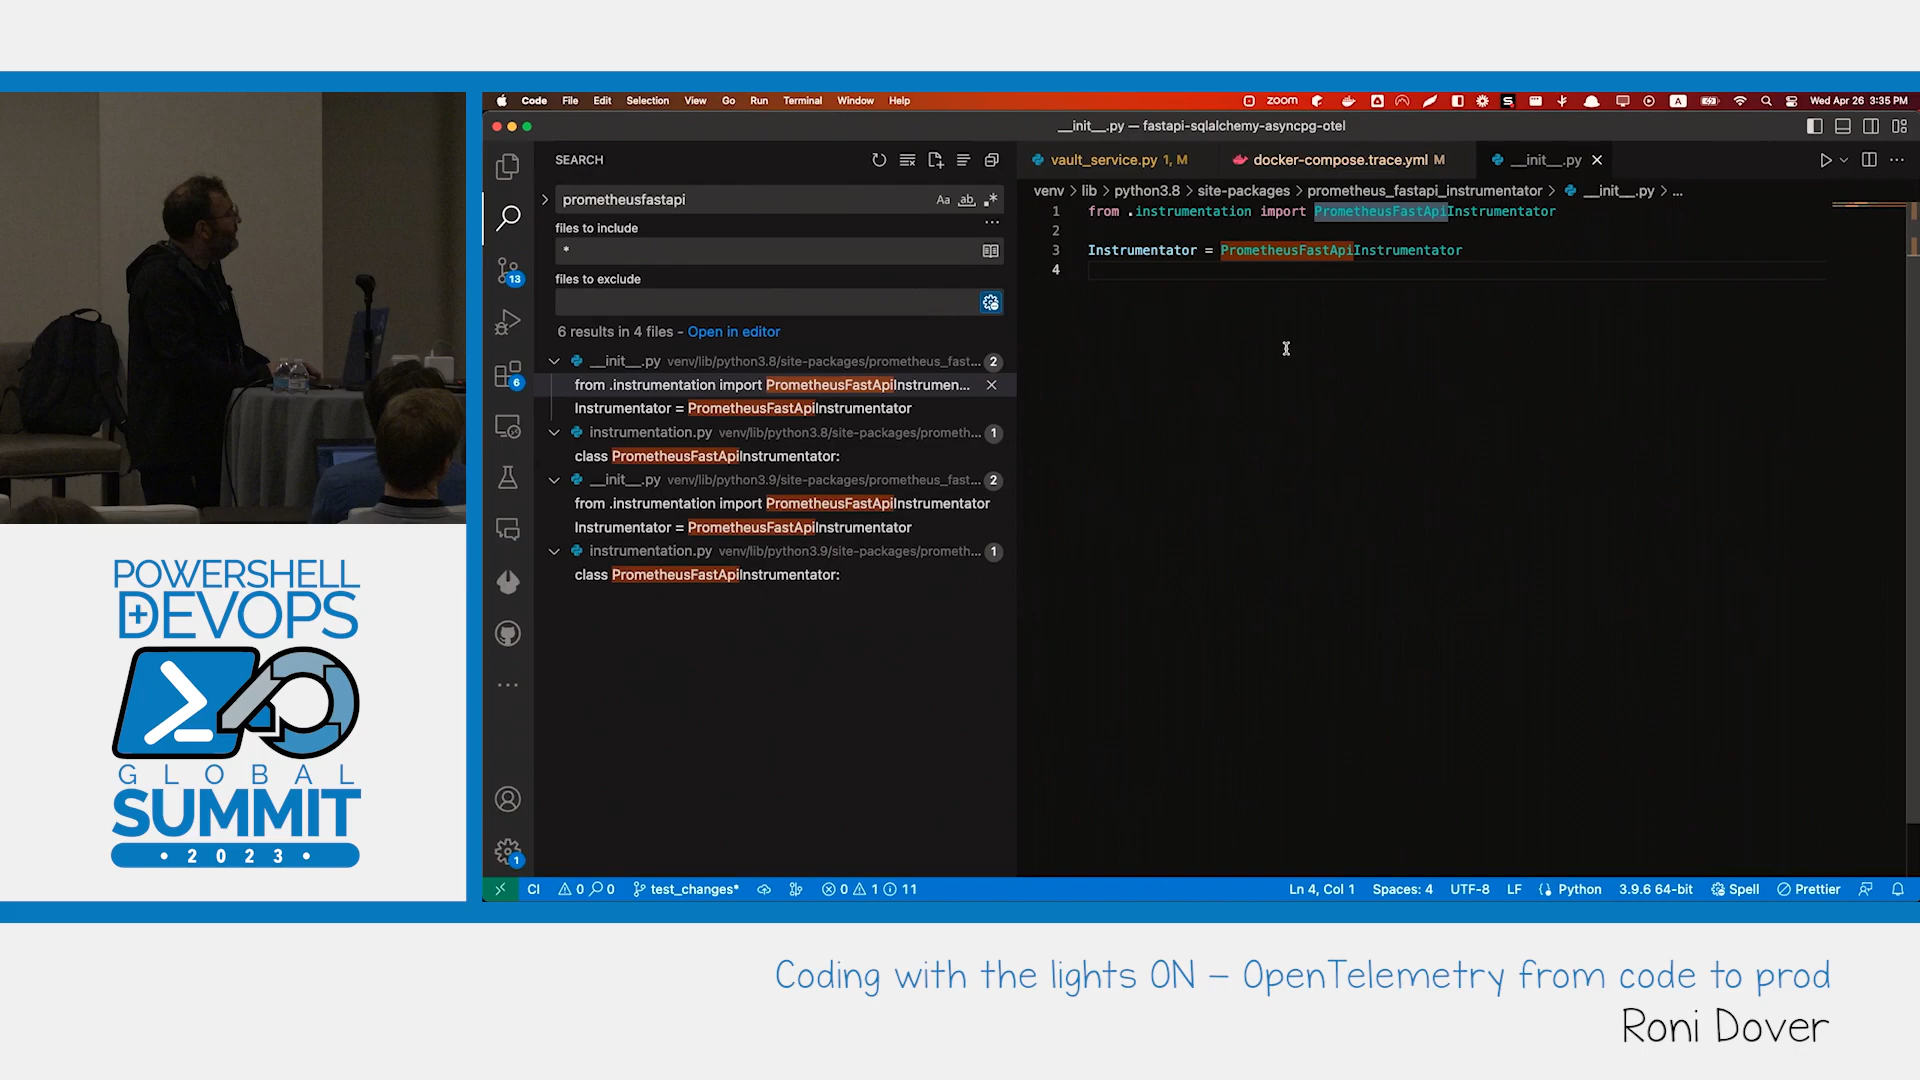 Code File Edit Selection View Go Run Terminal Window Help
zoom
A
Wed Apr 26 3:35 PM
__init__.py — fastapi-sqlalchemy-asyncpg-otel
SEARCH
prometheusfastapi
Aa ab
files to include
*
files to exclude
6 results in 4 files - Open in editor
__init__.py venv/lib/python3.8/site-packages/prometheus_fast... 2
from .instrumentation import PrometheusFastApiInstrumen...
Instrumentator = PrometheusFastApiInstrumentator
instrumentation.py venv/lib/python3.8/site-packages/prometh... 1
class PrometheusFastApiInstrumentator:
__init__.py venv/lib/python3.9/site-packages/prometheus_fast... 2
from .instrumentation import PrometheusFastApiInstrumentator
Instrumentator = PrometheusFastApiInstrumentator
instrumentation.py venv/lib/python3.9/site-packages/prometh... 1
class PrometheusFastApiInstrumentator:
13
6
1
vault_service.py 1, M
docker-compose.trace.yml M
__init__.py
venv > lib > python3.8 > site-packages > prometheus_fastapi_instrumentator > __init__.py > ...
1 from .instrumentation import PrometheusFastApiInstrumentator
2
3 Instrumentator = PrometheusFastApiInstrumentator
4
CI 0 0 test_changes* 0 1 11
Ln 4, Col 1 Spaces: 4 UTF-8 LF Python 3.9.6 64-bit Spell Prettier
POWERSHELL
+DEVOPS
GLOBAL
SUMMIT
• 2023 •
Coding with the lights ON – OpenTelemetry from code to prod
Roni Dover